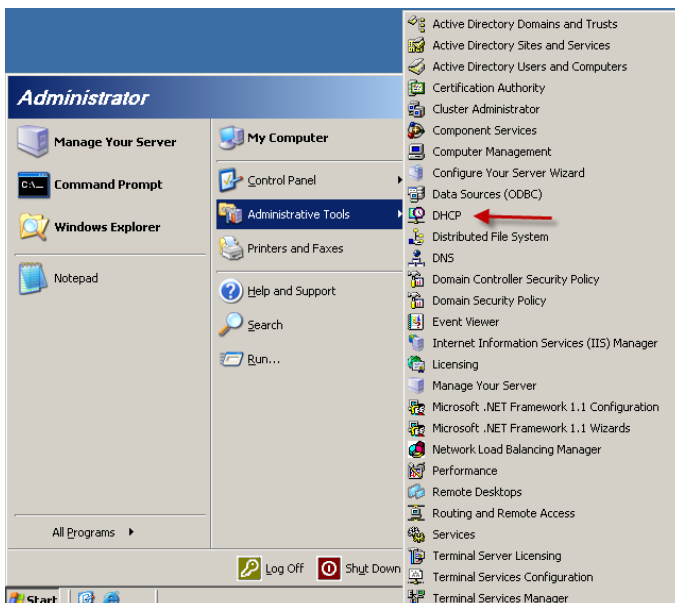 Administrator
Manage Your Server
Command Prompt
Windows Explorer
Notepad
All Programs
My Computer
Control Panel
Administrative Tools
Printers and Faxes
Help and Support
Search
Run...
Log Off
Shut Down
Start
Active Directory Domains and Trusts
Active Directory Sites and Services
Active Directory Users and Computers
Certification Authority
Cluster Administrator
Component Services
Computer Management
Configure Your Server Wizard
Data Sources (ODBC)
DHCP
Distributed File System
DNS
Domain Controller Security Policy
Domain Security Policy
Event Viewer
Internet Information Services (IIS) Manager
Licensing
Manage Your Server
Microsoft .NET Framework 1.1 Configuration
Microsoft .NET Framework 1.1 Wizards
Network Load Balancing Manager
Performance
Remote Desktops
Routing and Remote Access
Services
Terminal Server Licensing
Terminal Services Configuration
Terminal Services Manager